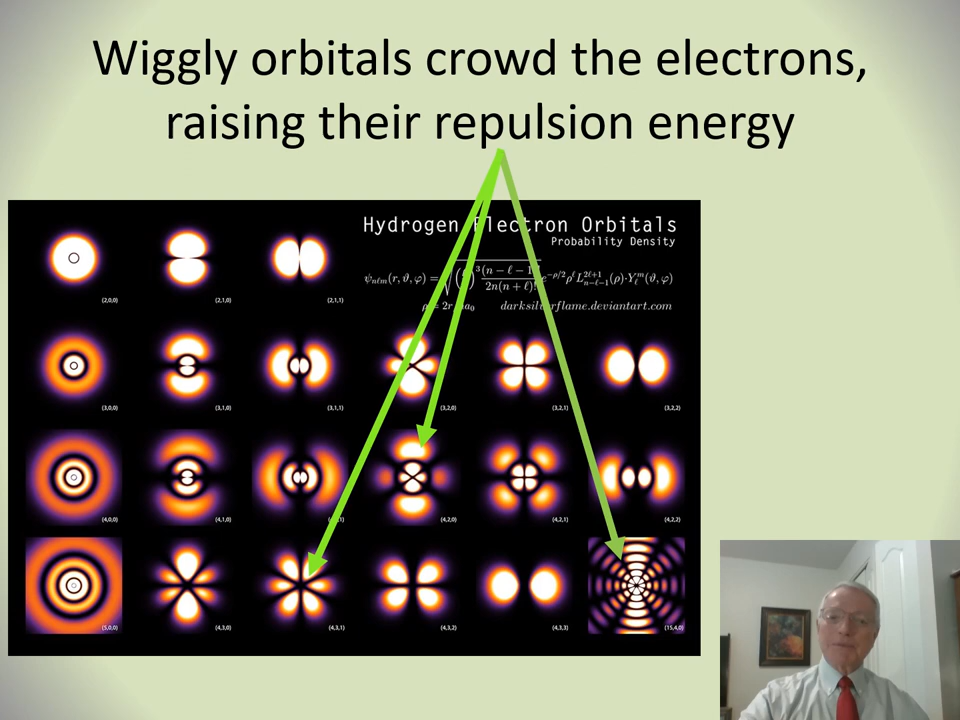 Wiggly orbitals crowd the electrons,
raising their repulsion energy
Hydrogen Electron Orbitals
Probability Density
(2,0,0) (2,1,0) (2,1,1)
darksilverflame.deviantart.com
(3,0,0) (3,1,0) (3,1,1) (3,2,0) (3,2,1) (3,2,2)
(4,0,0) (4,1,0) (4,2,0) (4,2,1) (4,2,2)
(5,0,0) (4,3,0) (4,3,1) (4,3,2) (4,3,3) (15,4,0)